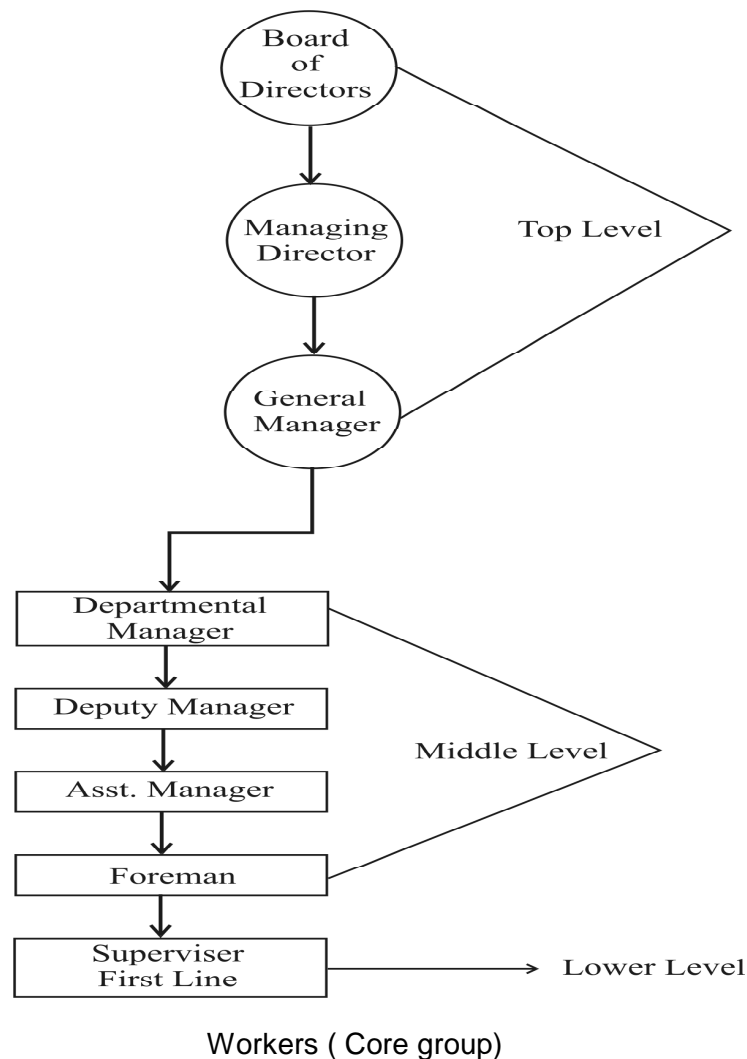 Board
of
Directors
Managing
Director
Top Level
General
Manager
Departmental
Manager
Deputy Manager
Middle Level
Asst. Manager
Foreman
Superviser
First Line
Lower Level
Workers ( Core group)